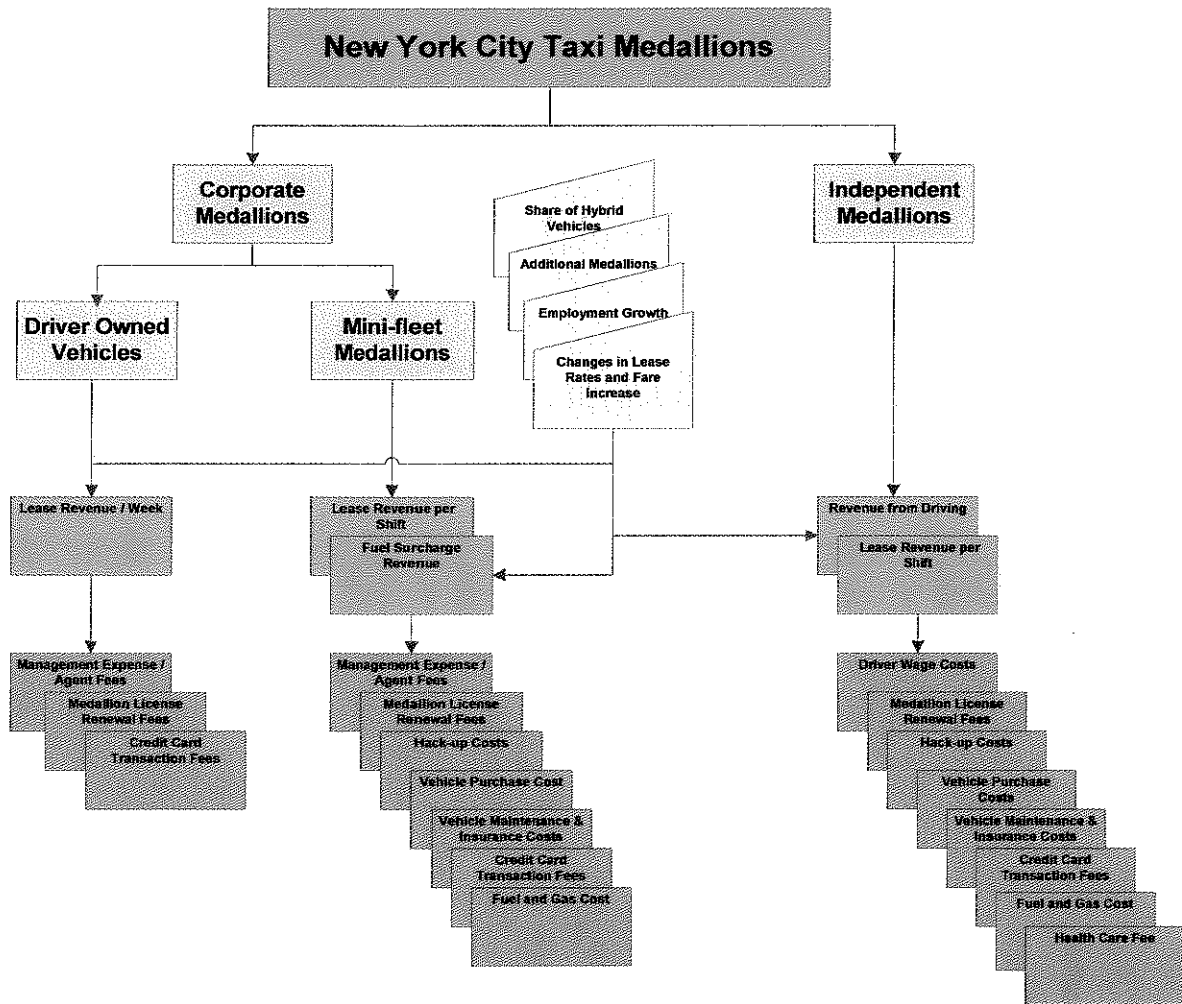 New York City Taxi Medallions
Corporate
Medallions
Independent
Medallions
Share of Hybrid
Vehicles
Additional Medallions
Employment Growth
Changes in Lease
Rates and Fare
Increase
Driver Owned
Vehicles
Mini-fleet
Medallions
Lease Revenue / Week
Lease Revenue per
Shift
Fuel Surcharge
Revenue
Revenue from Driving
Lease Revenue per
Shift
Management Expense /
Agent Fees
Medallion License
Renewal Fees
Credit Card
Transaction Fees
Management Expense /
Agent Fees
Medallion License
Renewal Fees
Hack-up Costs
Vehicle Purchase Cost
Vehicle Maintenance &
Insurance Costs
Credit Card
Transaction Fees
Fuel and Gas Cost
Driver Wage Costs
Medallion License
Renewal Fees
Hack-up Costs
Vehicle Purchase
Costs
Vehicle Maintenance &
Insurance Costs
Credit Card
Transaction Fees
Fuel and Gas Cost
Health Care Fee